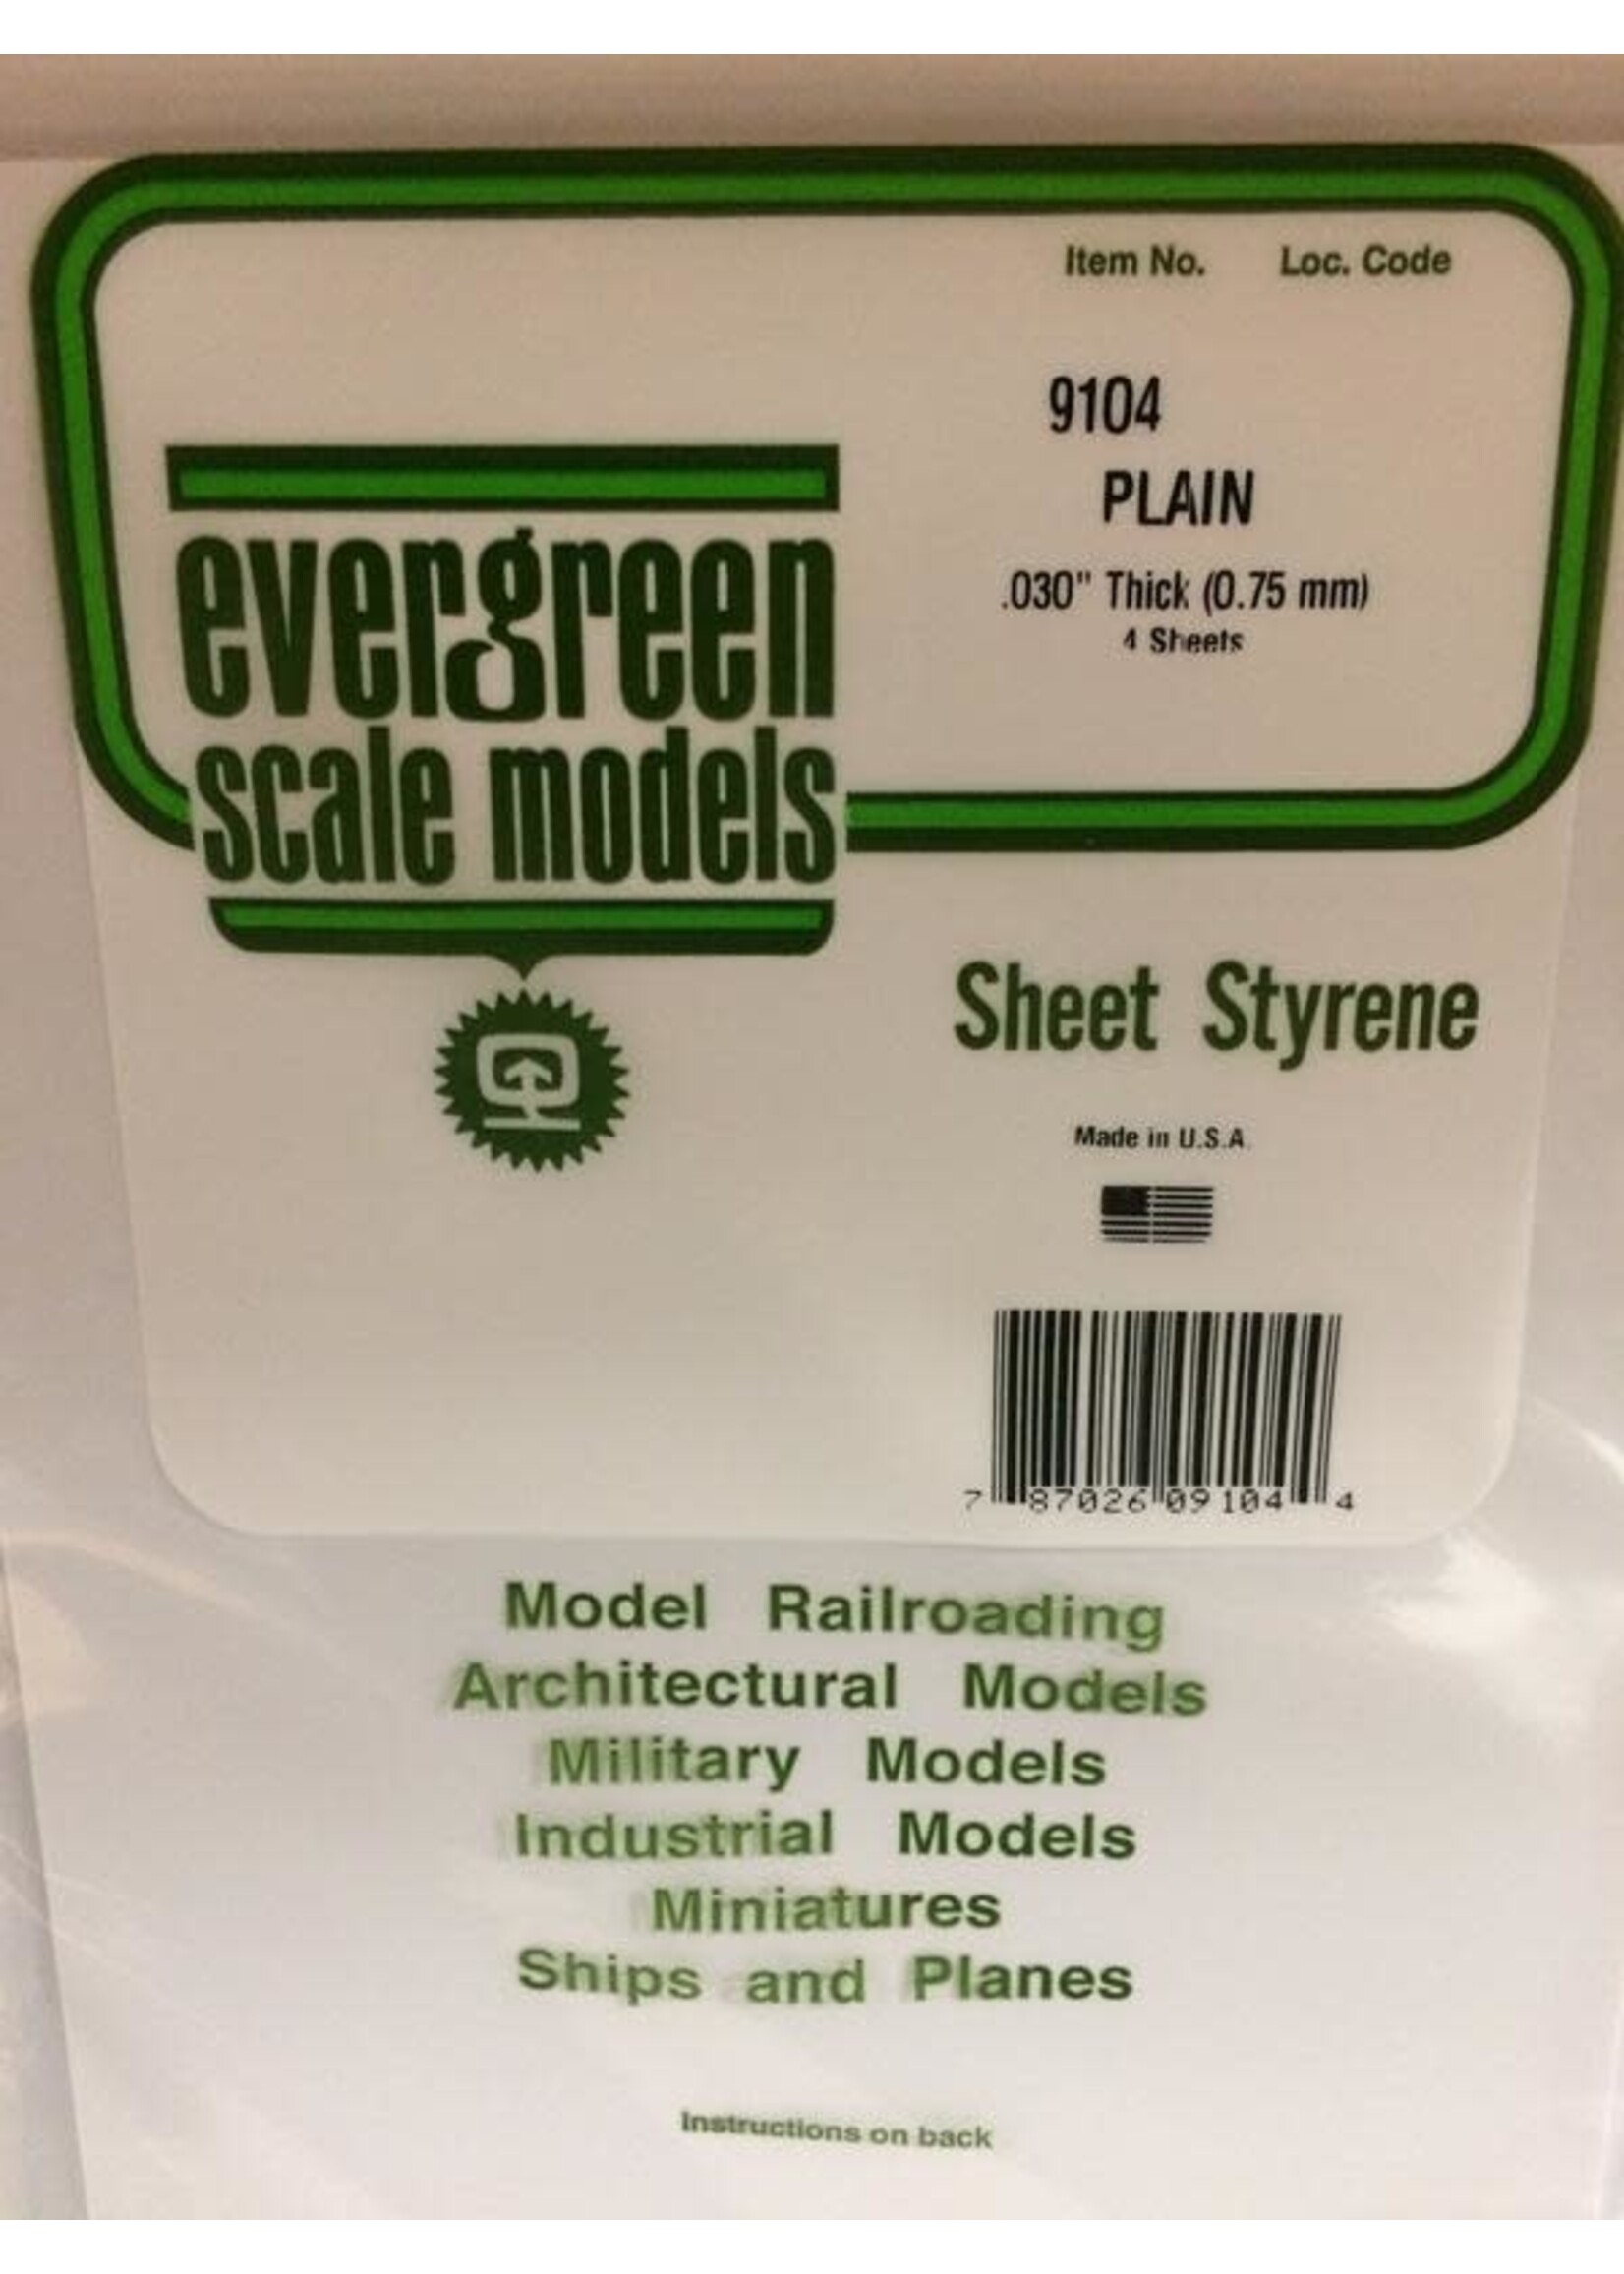 Item No. Loc. Code
9104
PLAIN
.030" Thick (0.75 mm)
4 Sheets
evergreen
scale models
Sheet Styrene
Made in U.S.A.
7 87026 09104 4
Model Railroading
Architectural Models
Military Models
Industrial Models
Miniatures
Ships and Planes
Instructions on back